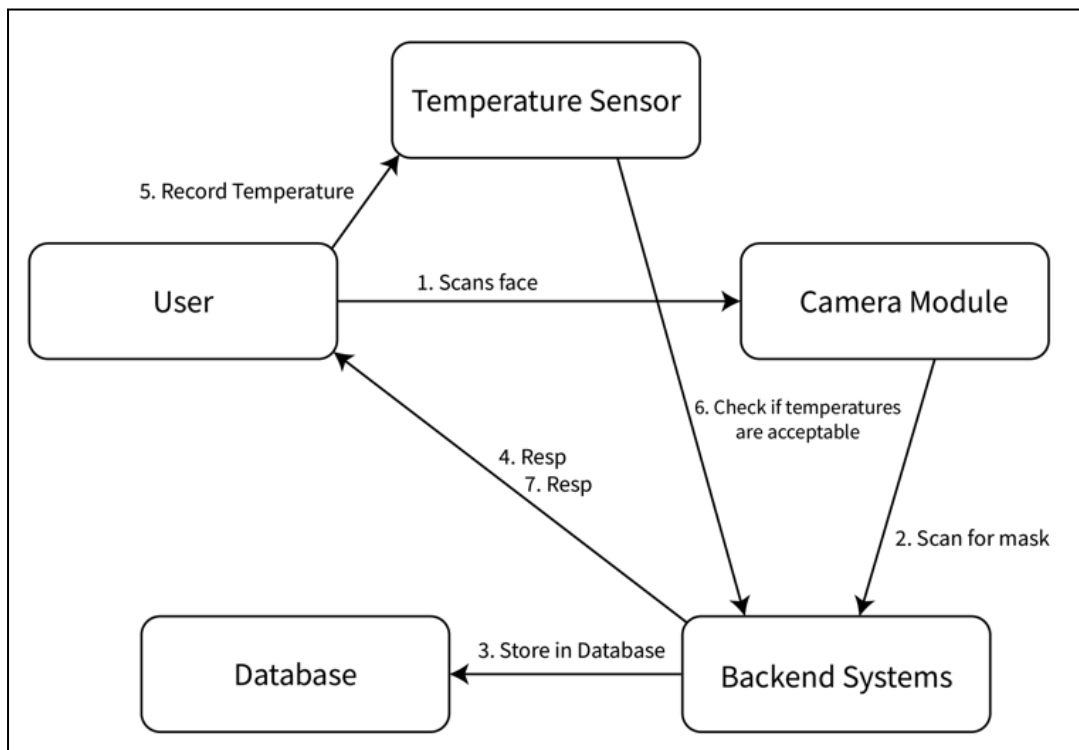 Temperature Sensor
5. Record Temperature
User
1. Scans face
Camera Module
6. Check if temperatures
are acceptable
4. Resp
7. Resp
2. Scan for mask
Database
3. Store in Database
Backend Systems